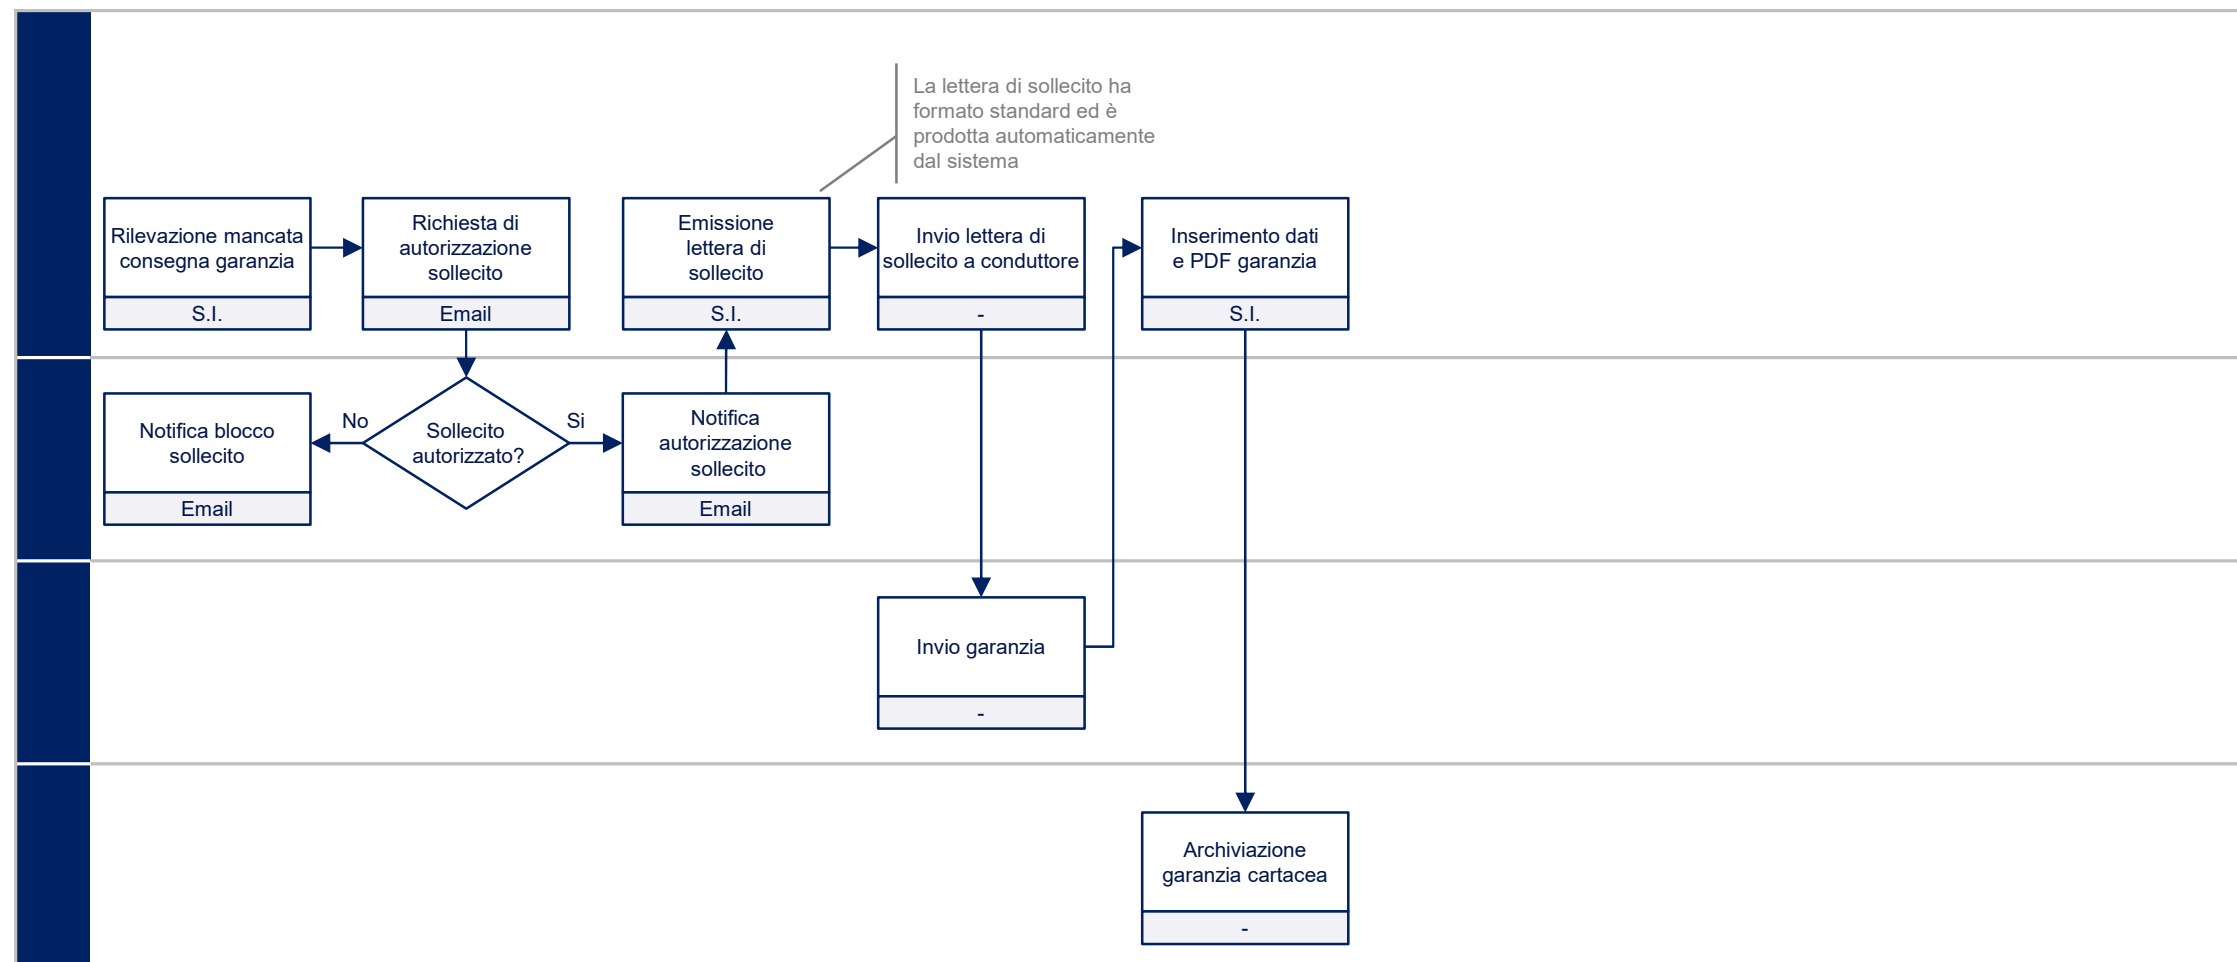 La lettera di sollecito ha
formato standard ed è
prodotta automaticamente
dal sistema
Rilevazione mancata
consegna garanzia
S.I.
Richiesta di
autorizzazione
sollecito
Email
Emissione
lettera di
sollecito
S.I.
Invio lettera di
sollecito a conduttore
-
Inserimento dati
e PDF garanzia
S.I.
Notifica blocco
sollecito
Email
No
Sollecito
autorizzato?
Si
Notifica
autorizzazione
sollecito
Email
Invio garanzia
-
Archiviazione
garanzia cartacea
-